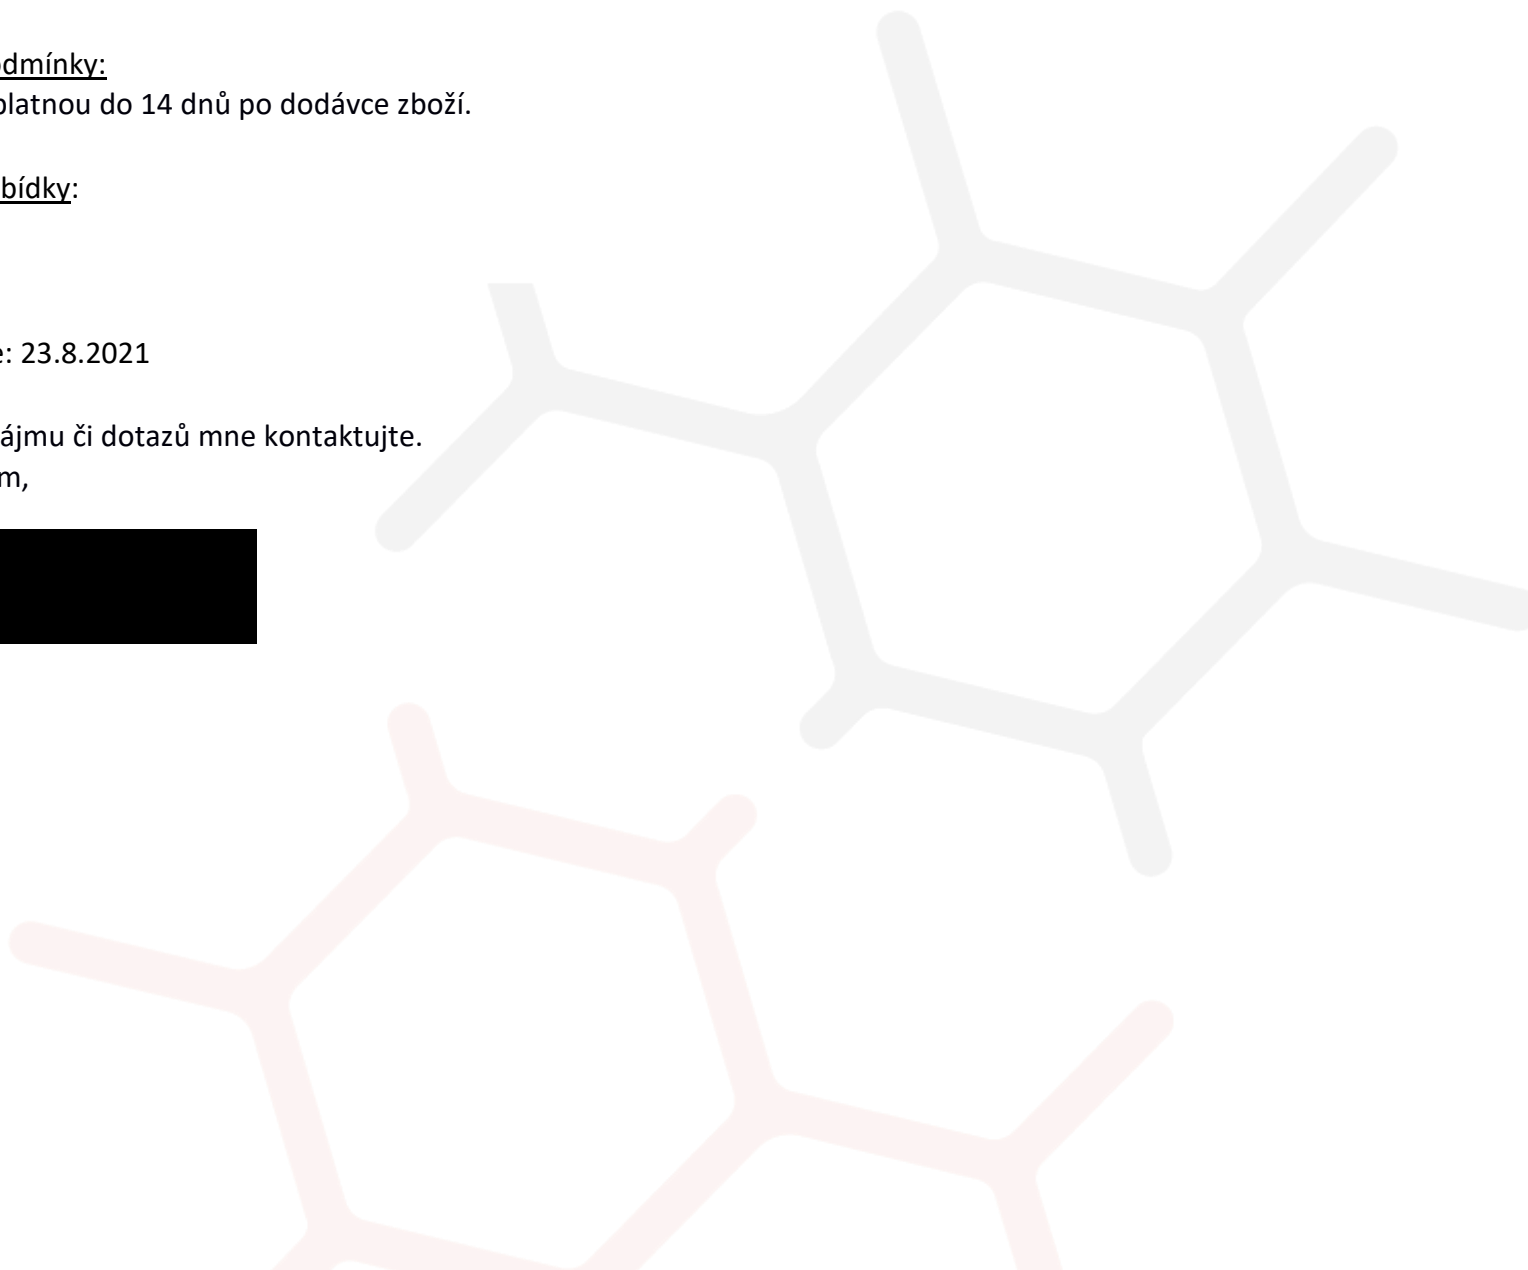 odmínky:
platnou do 14 dnů po dodávce zboží.
bídky:
e: 23.8.2021
ájmu či dotazů mne kontaktujte.
m,